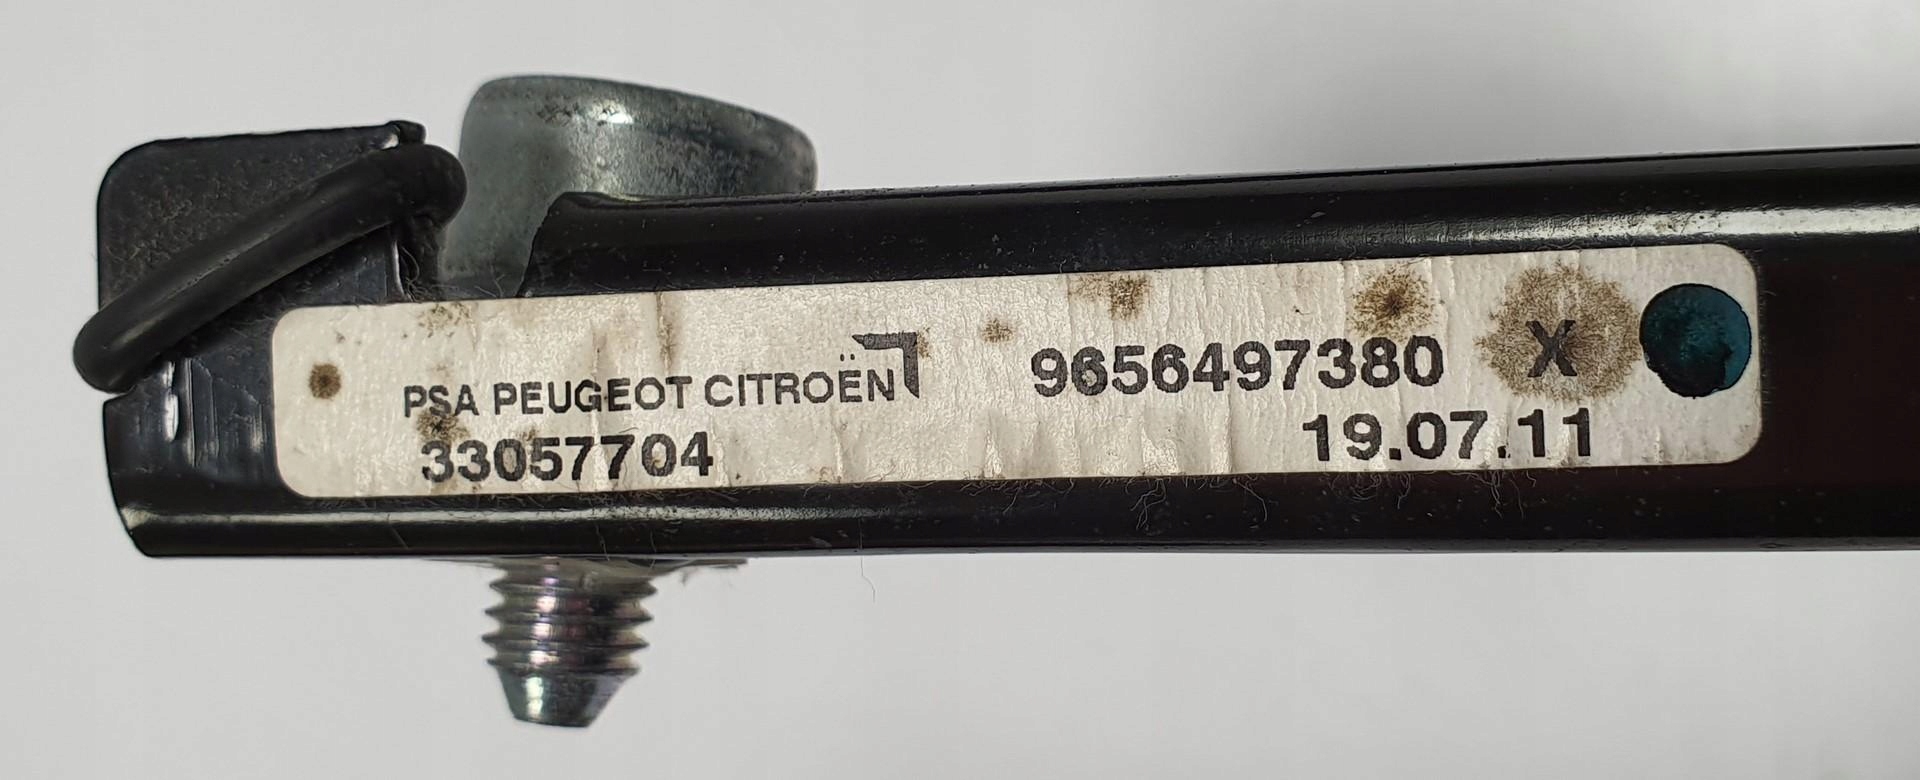 PSA PEUGEOT CITROËN 9656497380 X
33057704 19.07.11